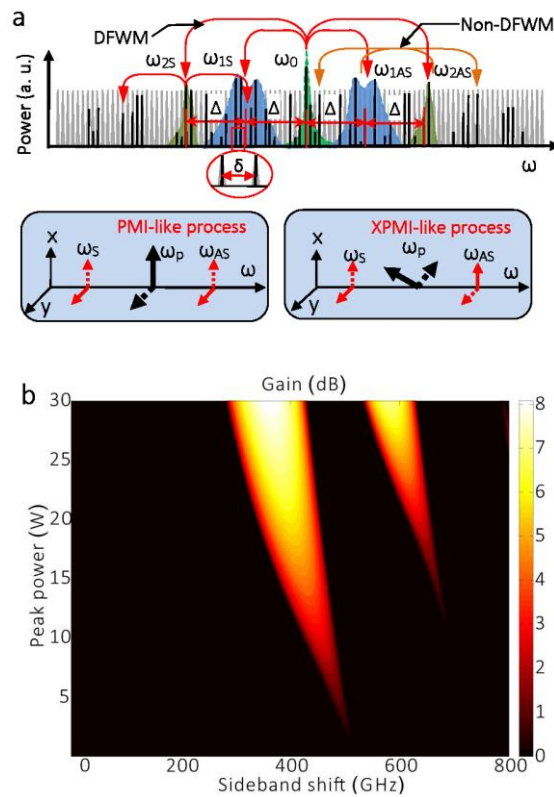 a
DFWM
Non-DFWM
ω2S
ω1S
ω0
ω1AS
ω2AS
Power (a. u.)
Δ
Δ
Δ
Δ
ω
δ
PMI-like process
x
ωS
ωP
ωAS
ω
y
XPMI-like process
x
ωS
ωP
ωAS
ω
y
b
Gain (dB)
30
25
20
15
10
5
Peak power (W)
0
200
400
600
800
Sideband shift (GHz)
8
7
6
5
4
3
2
1
0